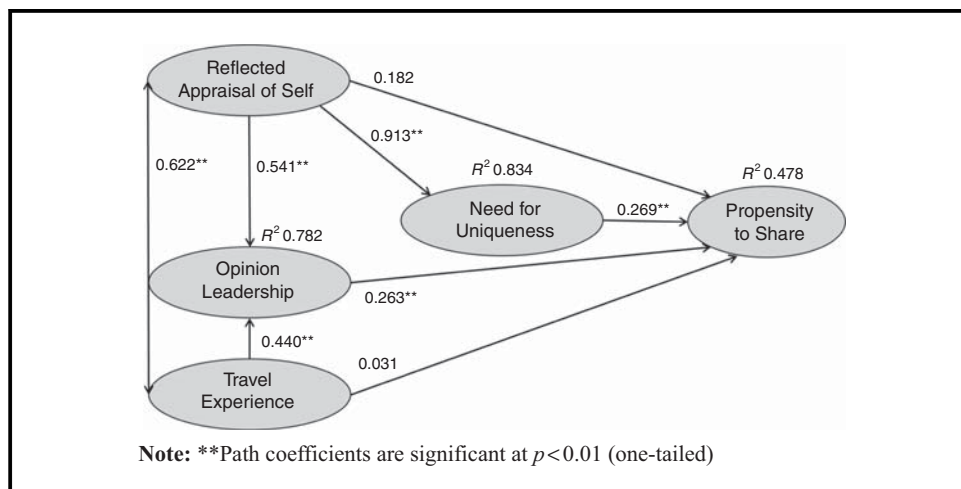 Reflected
Appraisal of Self
0.182
0.913**
0.622**
0.541**
R² 0.834
R² 0.478
Need for
Uniqueness
0.269**
Propensity
to Share
R² 0.782
Opinion
Leadership
0.263**
0.440**
0.031
Travel
Experience
Note: **Path coefficients are significant at p<0.01 (one-tailed)